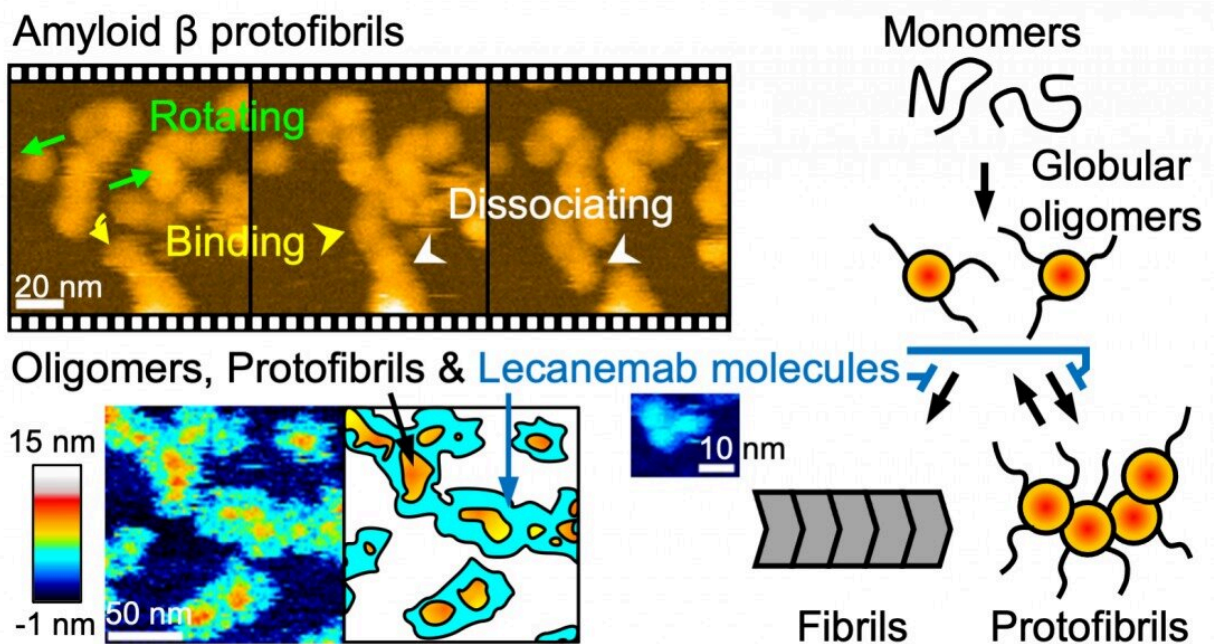 Amyloid β protofibrils
Rotating
Binding
Dissociating
20 nm
Oligomers, Protofibrils & Lecanemab molecules
15 nm
-1 nm
50 nm
10 nm
Monomers
Globular
oligomers
Fibrils
Protofibrils